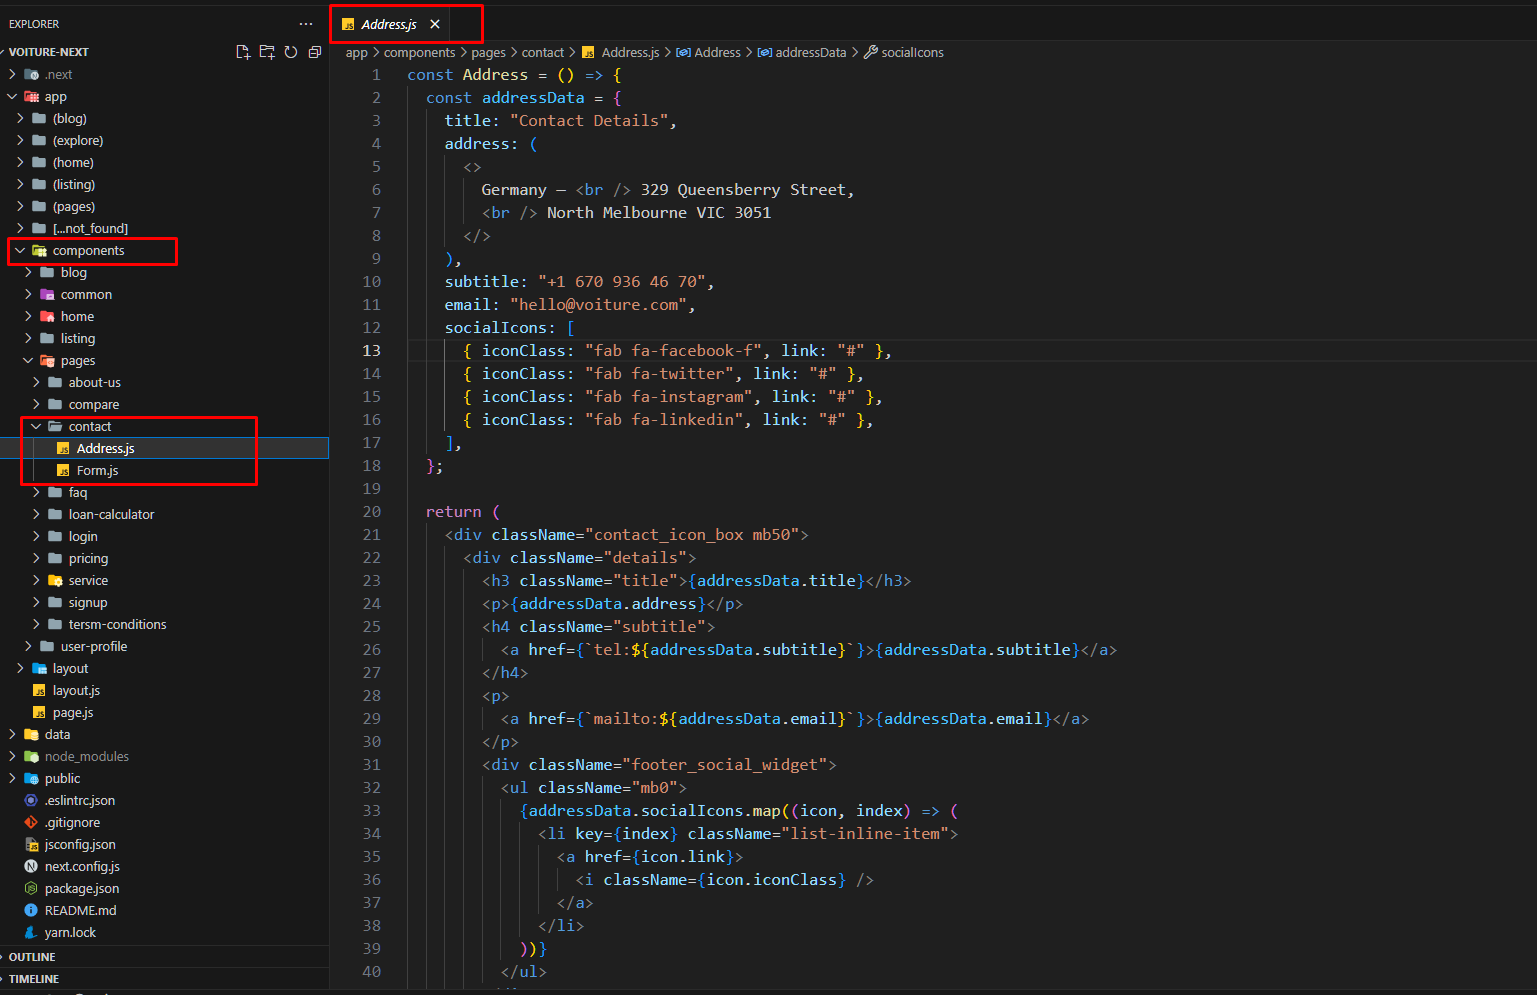 EXPLORER
···
VOITURE-NEXT
.next
app
(blog)
(explore)
(home)
(listing)
(pages)
[...not_found]
components
blog
common
home
listing
pages
about-us
compare
contact
Address.js
Form.js
faq
loan-calculator
login
pricing
service
signup
tersm-conditions
user-profile
layout
layout.js
page.js
data
node_modules
public
.eslintrc.json
.gitignore
jsconfig.json
next.config.js
package.json
README.md
yarn.lock
OUTLINE
TIMELINE
Address.js
app > components > pages > contact > Address.js > Address > addressData > socialIcons
1 const Address = () => {
2 const addressData = {
3 title: "Contact Details",
4 address: (
5 <>
6 Germany — <br /> 329 Queensberry Street,
7 <br /> North Melbourne VIC 3051
8 </>
9 ),
10 subtitle: "+1 670 936 46 70",
11 email: "hello@voiture.com",
12 socialIcons: [
13 { iconClass: "fab fa-facebook-f", link: "#" },
14 { iconClass: "fab fa-twitter", link: "#" },
15 { iconClass: "fab fa-instagram", link: "#" },
16 { iconClass: "fab fa-linkedin", link: "#" },
17 ],
18 };
19
20 return (
21 <div className="contact_icon_box mb50">
22 <div className="details">
23 <h3 className="title">{addressData.title}</h3>
24 <p>{addressData.address}</p>
25 <h4 className="subtitle">
26 <a href={`tel:${addressData.subtitle}`}>{addressData.subtitle}</a>
27 </h4>
28 <p>
29 <a href={`mailto:${addressData.email}`}>{addressData.email}</a>
30 </p>
31 <div className="footer_social_widget">
32 <ul className="mb0">
33 {addressData.socialIcons.map((icon, index) => (
34 <li key={index} className="list-inline-item">
35 <a href={icon.link}>
36 <i className={icon.iconClass} />
37 </a>
38 </li>
39 ))}
40 </ul>